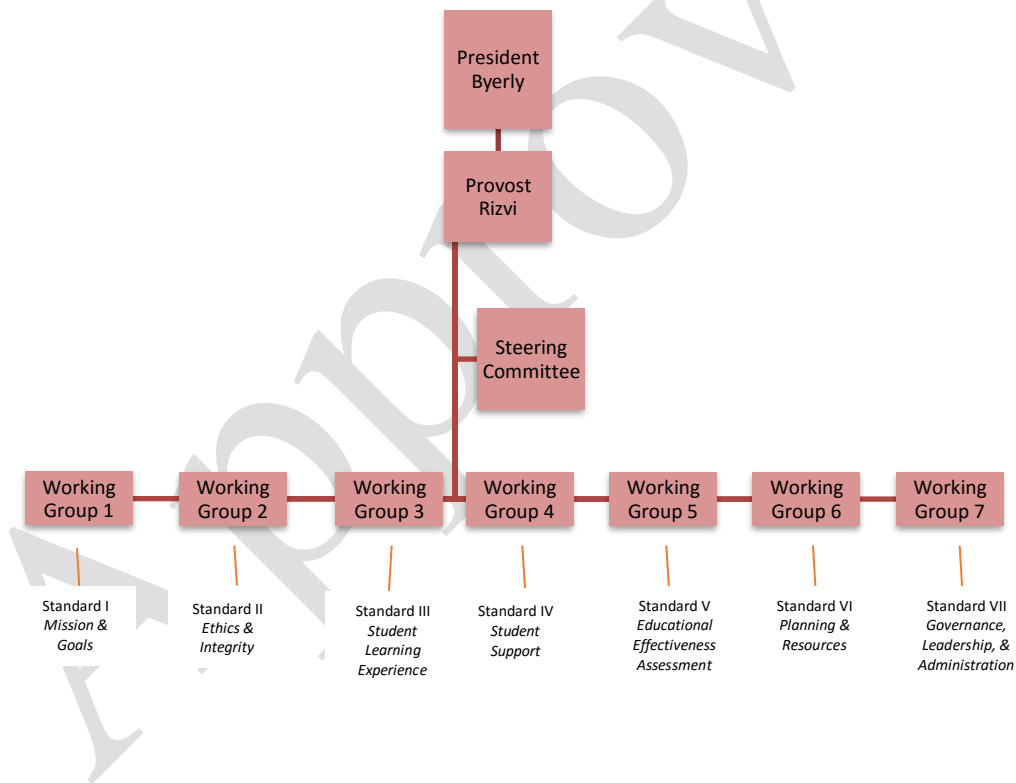 President
Byerly
Provost
Rizvi
Steering
Committee
Working
Group 1
Working
Group 2
Working
Group 3
Working
Group 4
Working
Group 5
Working
Group 6
Working
Group 7
Standard I
Mission &
Goals
Standard II
Ethics &
Integrity
Standard III
Student
Learning
Experience
Standard IV
Student
Support
Standard V
Educational
Effectiveness
Assessment
Standard VI
Planning &
Resources
Standard VII
Governance,
Leadership, &
Administration
Approv